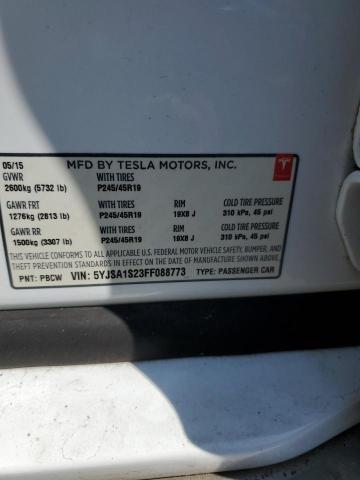 05/15 MFD BY TESLA MOTORS, INC.
GVWR WITH TIRES
2600kg (5732 lb) P245/45R19
GAWR FRT WITH TIRES RIM COLD TIRE PRESSURE
1276kg (2813 lb) P245/45R19 19X8 J 310 kPa, 45 psi
GAWR RR WITH TIRES RIM COLD TIRE PRESSURE
1500kg (3307 lb) P245/45R19 19X8 J 310 kPa, 45 psi
THIS VEHICLE CONFORMS TO ALL APPLICABLE U.S. FEDERAL MOTOR VEHICLE SAFETY, BUMPER,
AND THEFT PREVENTION STANDARDS IN EFFECT ON THE DATE OF MANUFACTURE SHOWN ABOVE.
PNT: PBCW VIN: 5YJSA1S23FF088773 TYPE: PASSENGER CAR